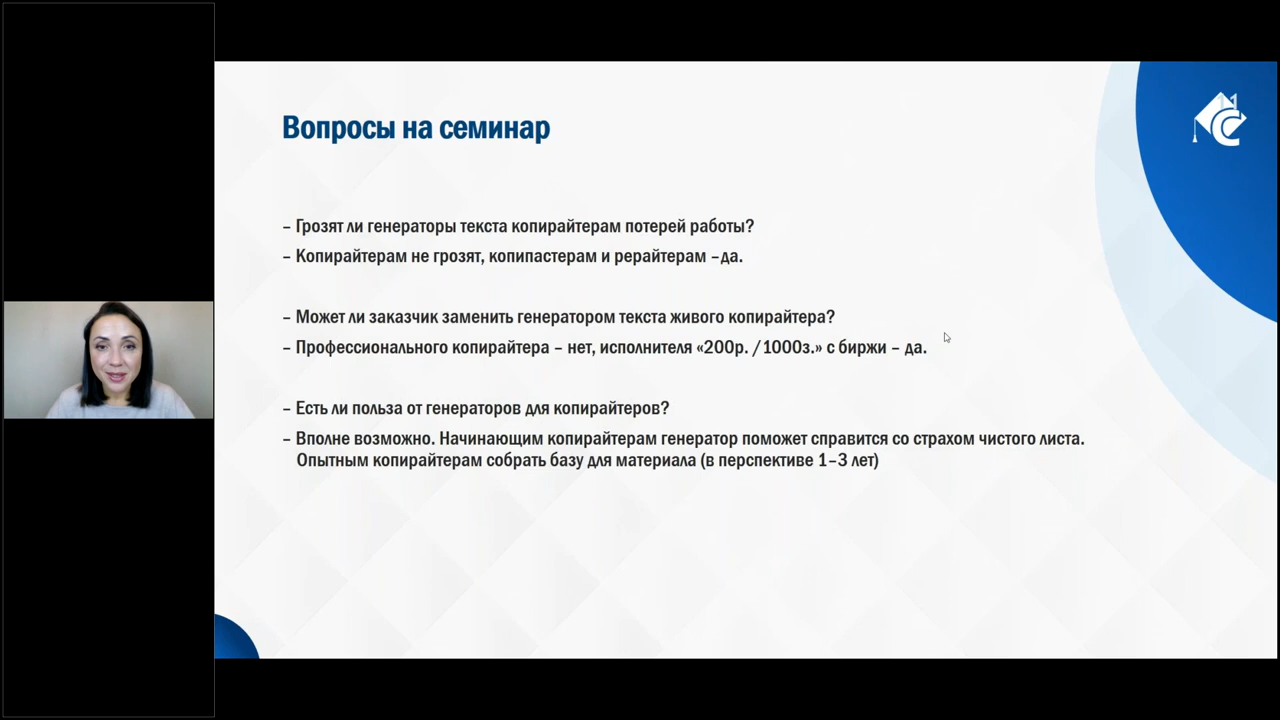 Вопросы на семинар
– Грозят ли генераторы текста копирайтерам потерей работы?
– Копирайтерам не грозят, копипастерам и рерайтерам –да.
– Может ли заказчик заменить генератором текста живого копирайтера?
– Профессионального копирайтера – нет, исполнителя «200р. /1000з.» с биржи – да.
– Есть ли польза от генераторов для копирайтеров?
– Вполне возможно. Начинающим копирайтерам генератор поможет справится со страхом чистого листа.
Опытным копирайтерам собрать базу для материала (в перспективе 1–3 лет)